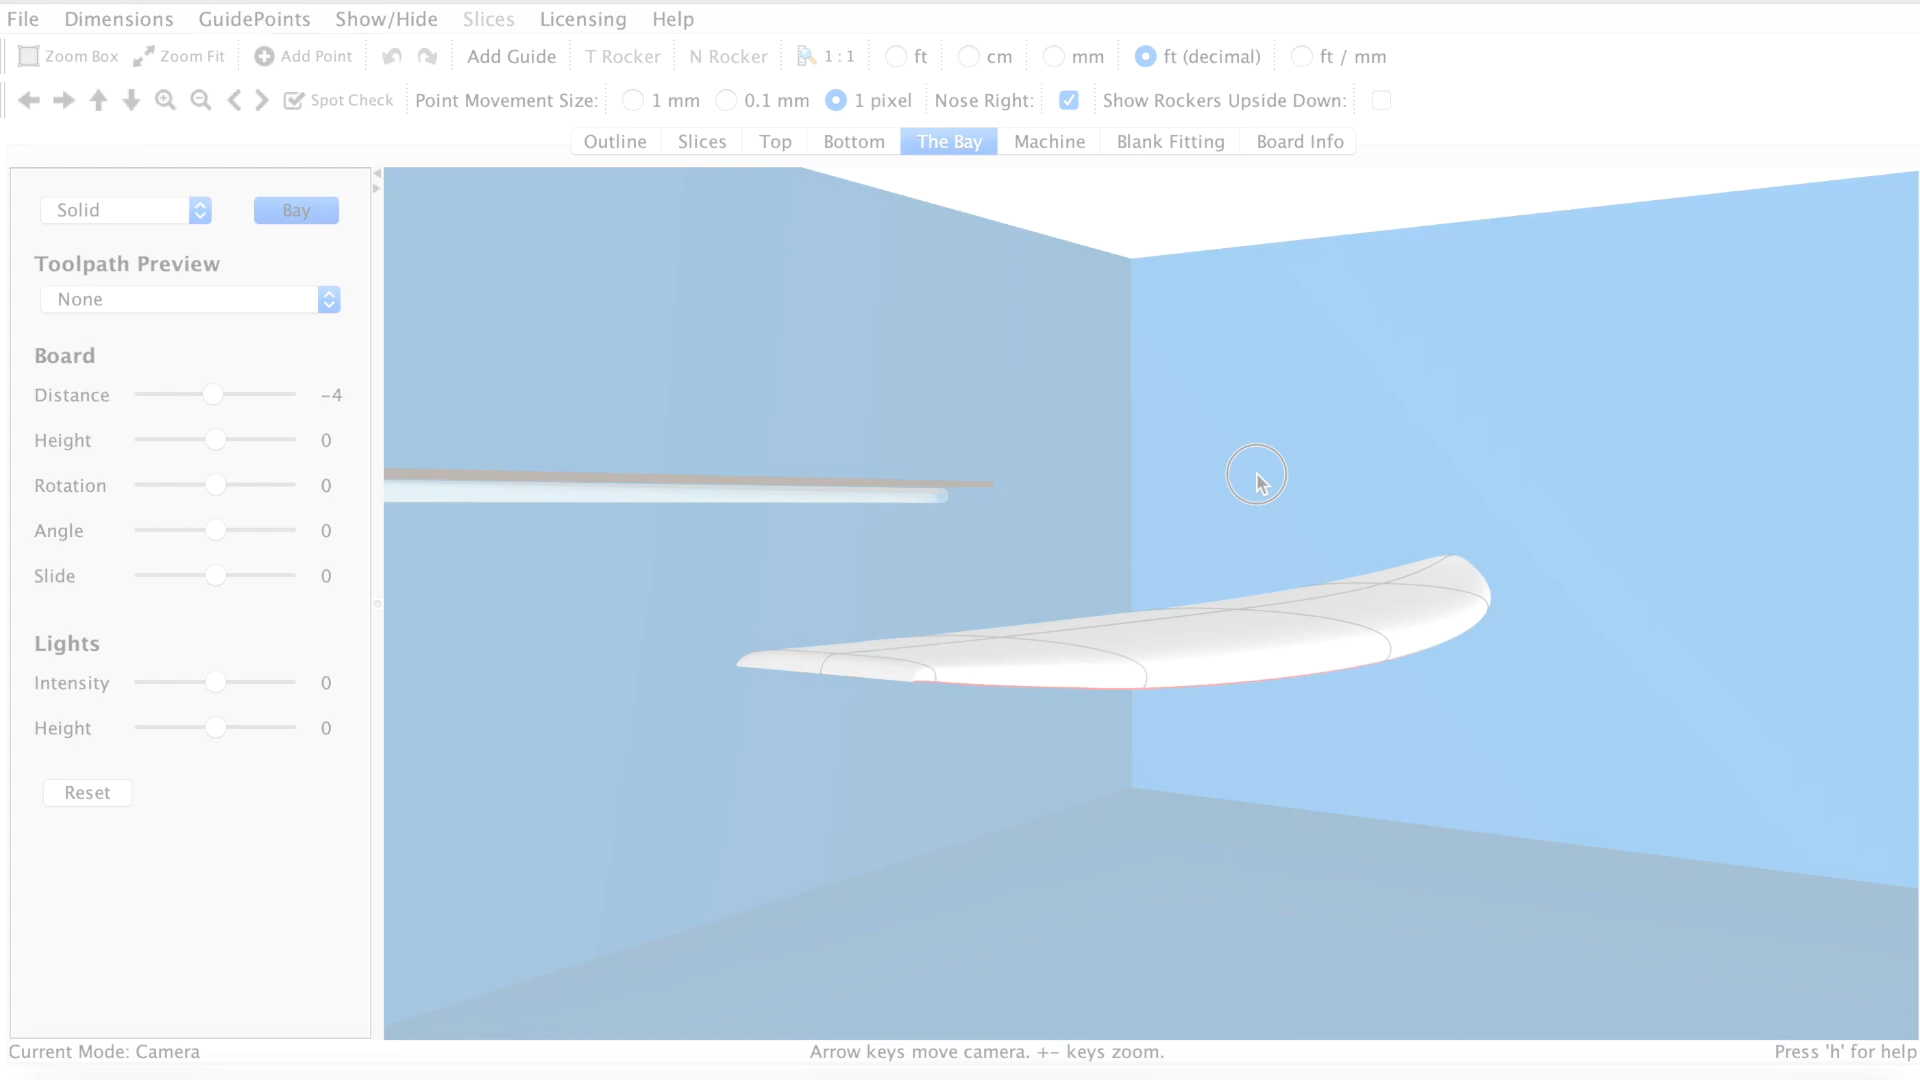 File Dimensions GuidePoints Show/Hide Slices Licensing Help
Zoom Box Zoom Fit Add Point Add Guide T Rocker N Rocker 1:1 ft cm mm ft (decimal) ft / mm
Spot Check Point Movement Size: 1 mm 0.1 mm 1 pixel Nose Right: Show Rockers Upside Down:
Outline Slices Top Bottom The Bay Machine Blank Fitting Board Info
Solid Bay
Toolpath Preview
None
Board
Distance -4
Height 0
Rotation 0
Angle 0
Slide 0
Lights
Intensity 0
Height 0
Reset
Current Mode: Camera Arrow keys move camera. +- keys zoom. Press 'h' for help